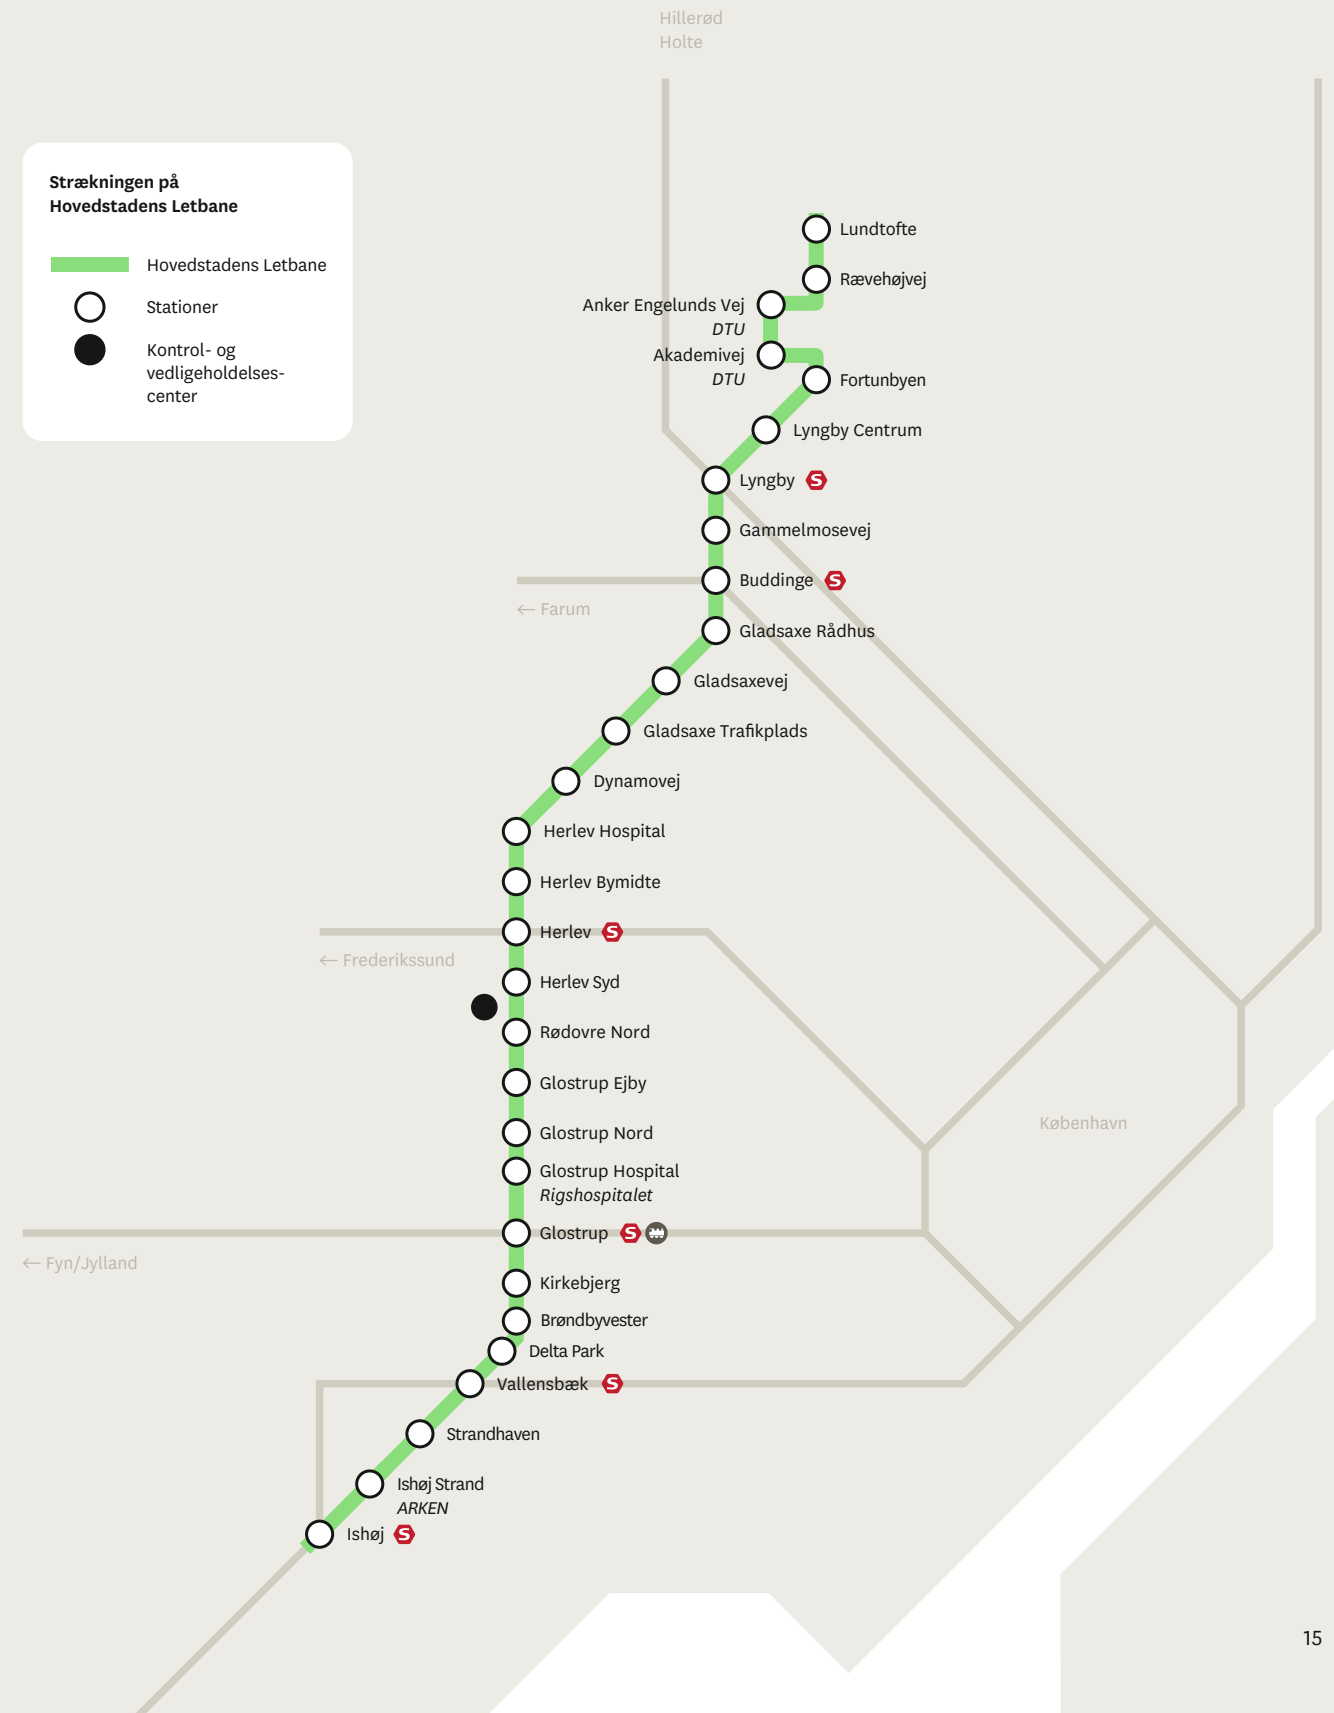 Hillerød
Holte
Strækningen på
Hovedstadens Letbane
Hovedstadens Letbane
Stationer
Kontrol- og
vedligeholdelses-
center
Lundtofte
Rævehøjvej
Anker Engelunds Vej
DTU
Akademivej
DTU
Fortunbyen
Lyngby Centrum
Lyngby S
Gammelmosevej
Buddinge S
← Farum
Gladsaxe Rådhus
Gladsaxevej
Gladsaxe Trafikplads
Dynamovej
Herlev Hospital
Herlev Bymidte
Herlev S
← Frederikssund
Herlev Syd
Rødovre Nord
Glostrup Ejby
Glostrup Nord
København
Glostrup Hospital
Rigshospitalet
Glostrup S
← Fyn/Jylland
Kirkebjerg
Brøndbyvester
Delta Park
Vallensbæk S
Strandhaven
Ishøj Strand
ARKEN
Ishøj S
15